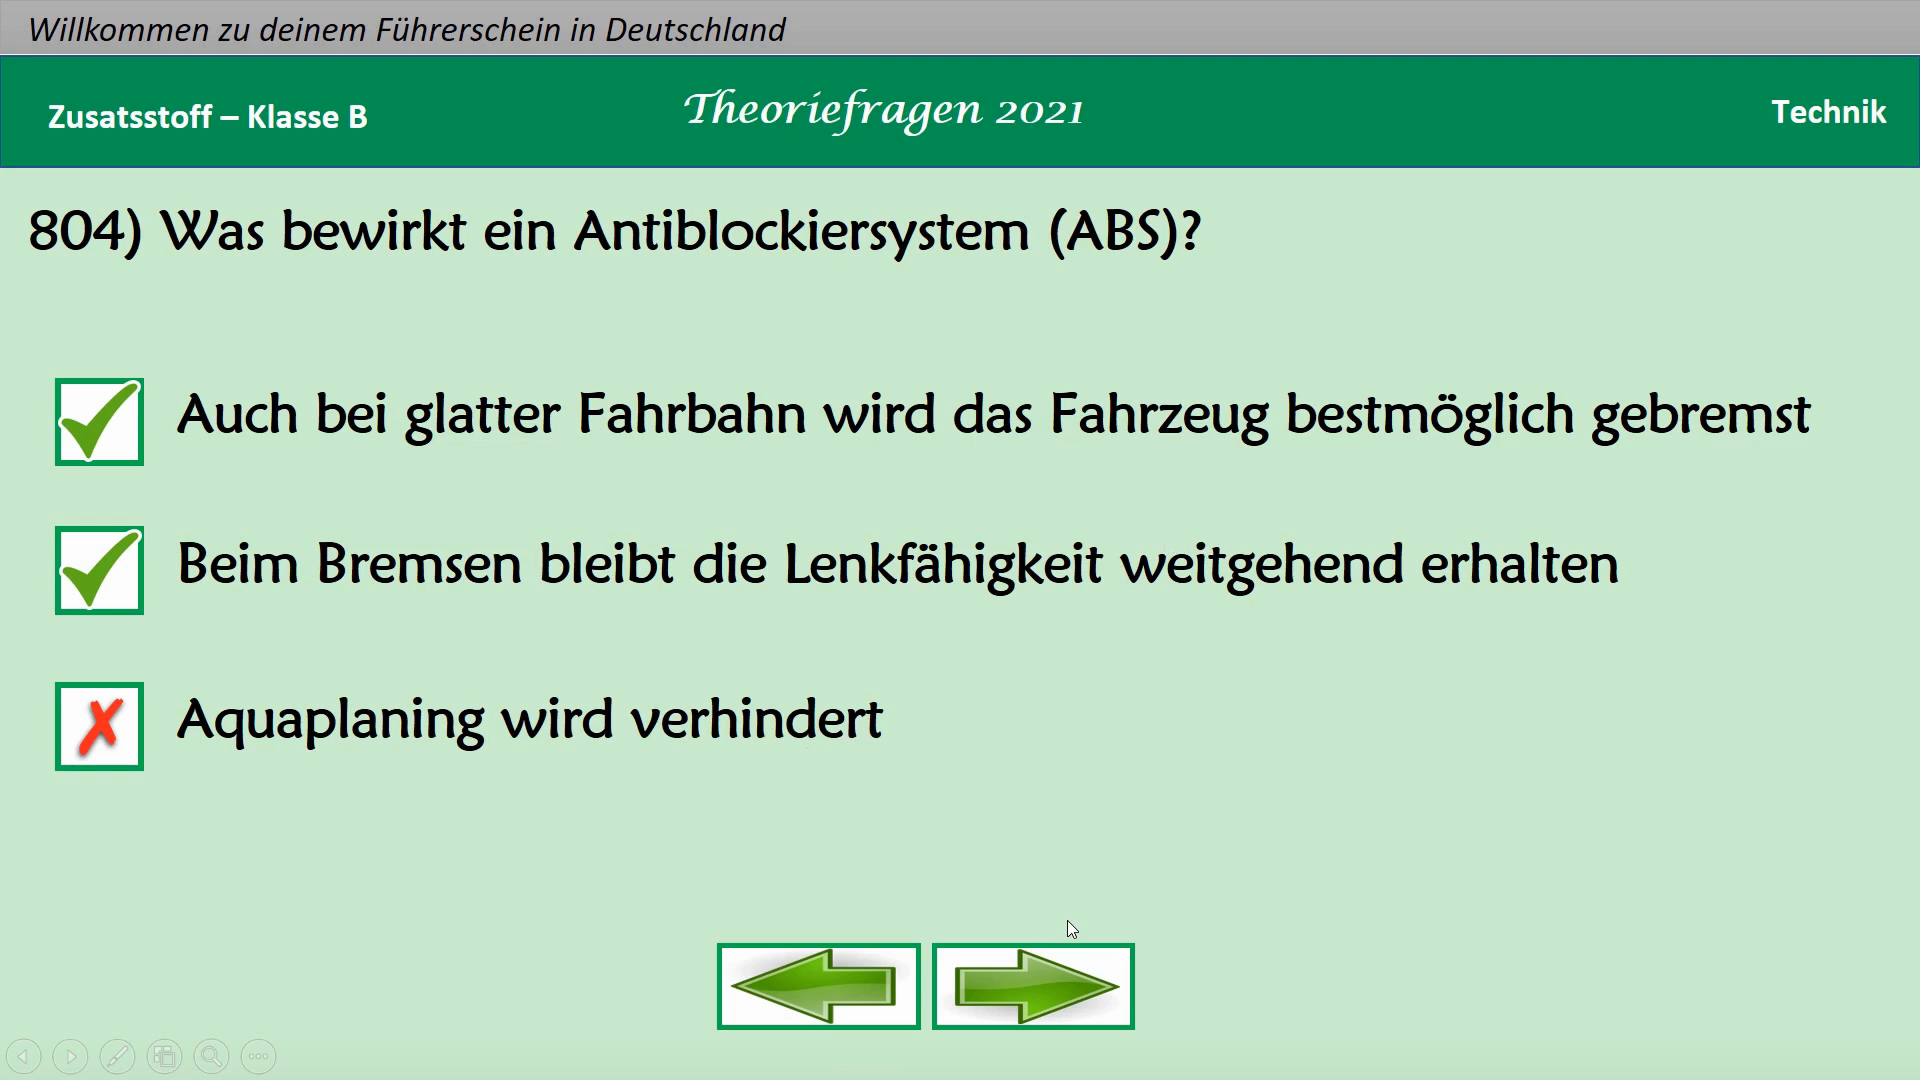 Willkommen zu deinem Führerschein in Deutschland
Zusatsstoff – Klasse B
Theoriefragen 2021
Technik
804) Was bewirkt ein Antiblockiersystem (ABS)?
Auch bei glatter Fahrbahn wird das Fahrzeug bestmöglich gebremst
Beim Bremsen bleibt die Lenkfähigkeit weitgehend erhalten
Aquaplaning wird verhindert